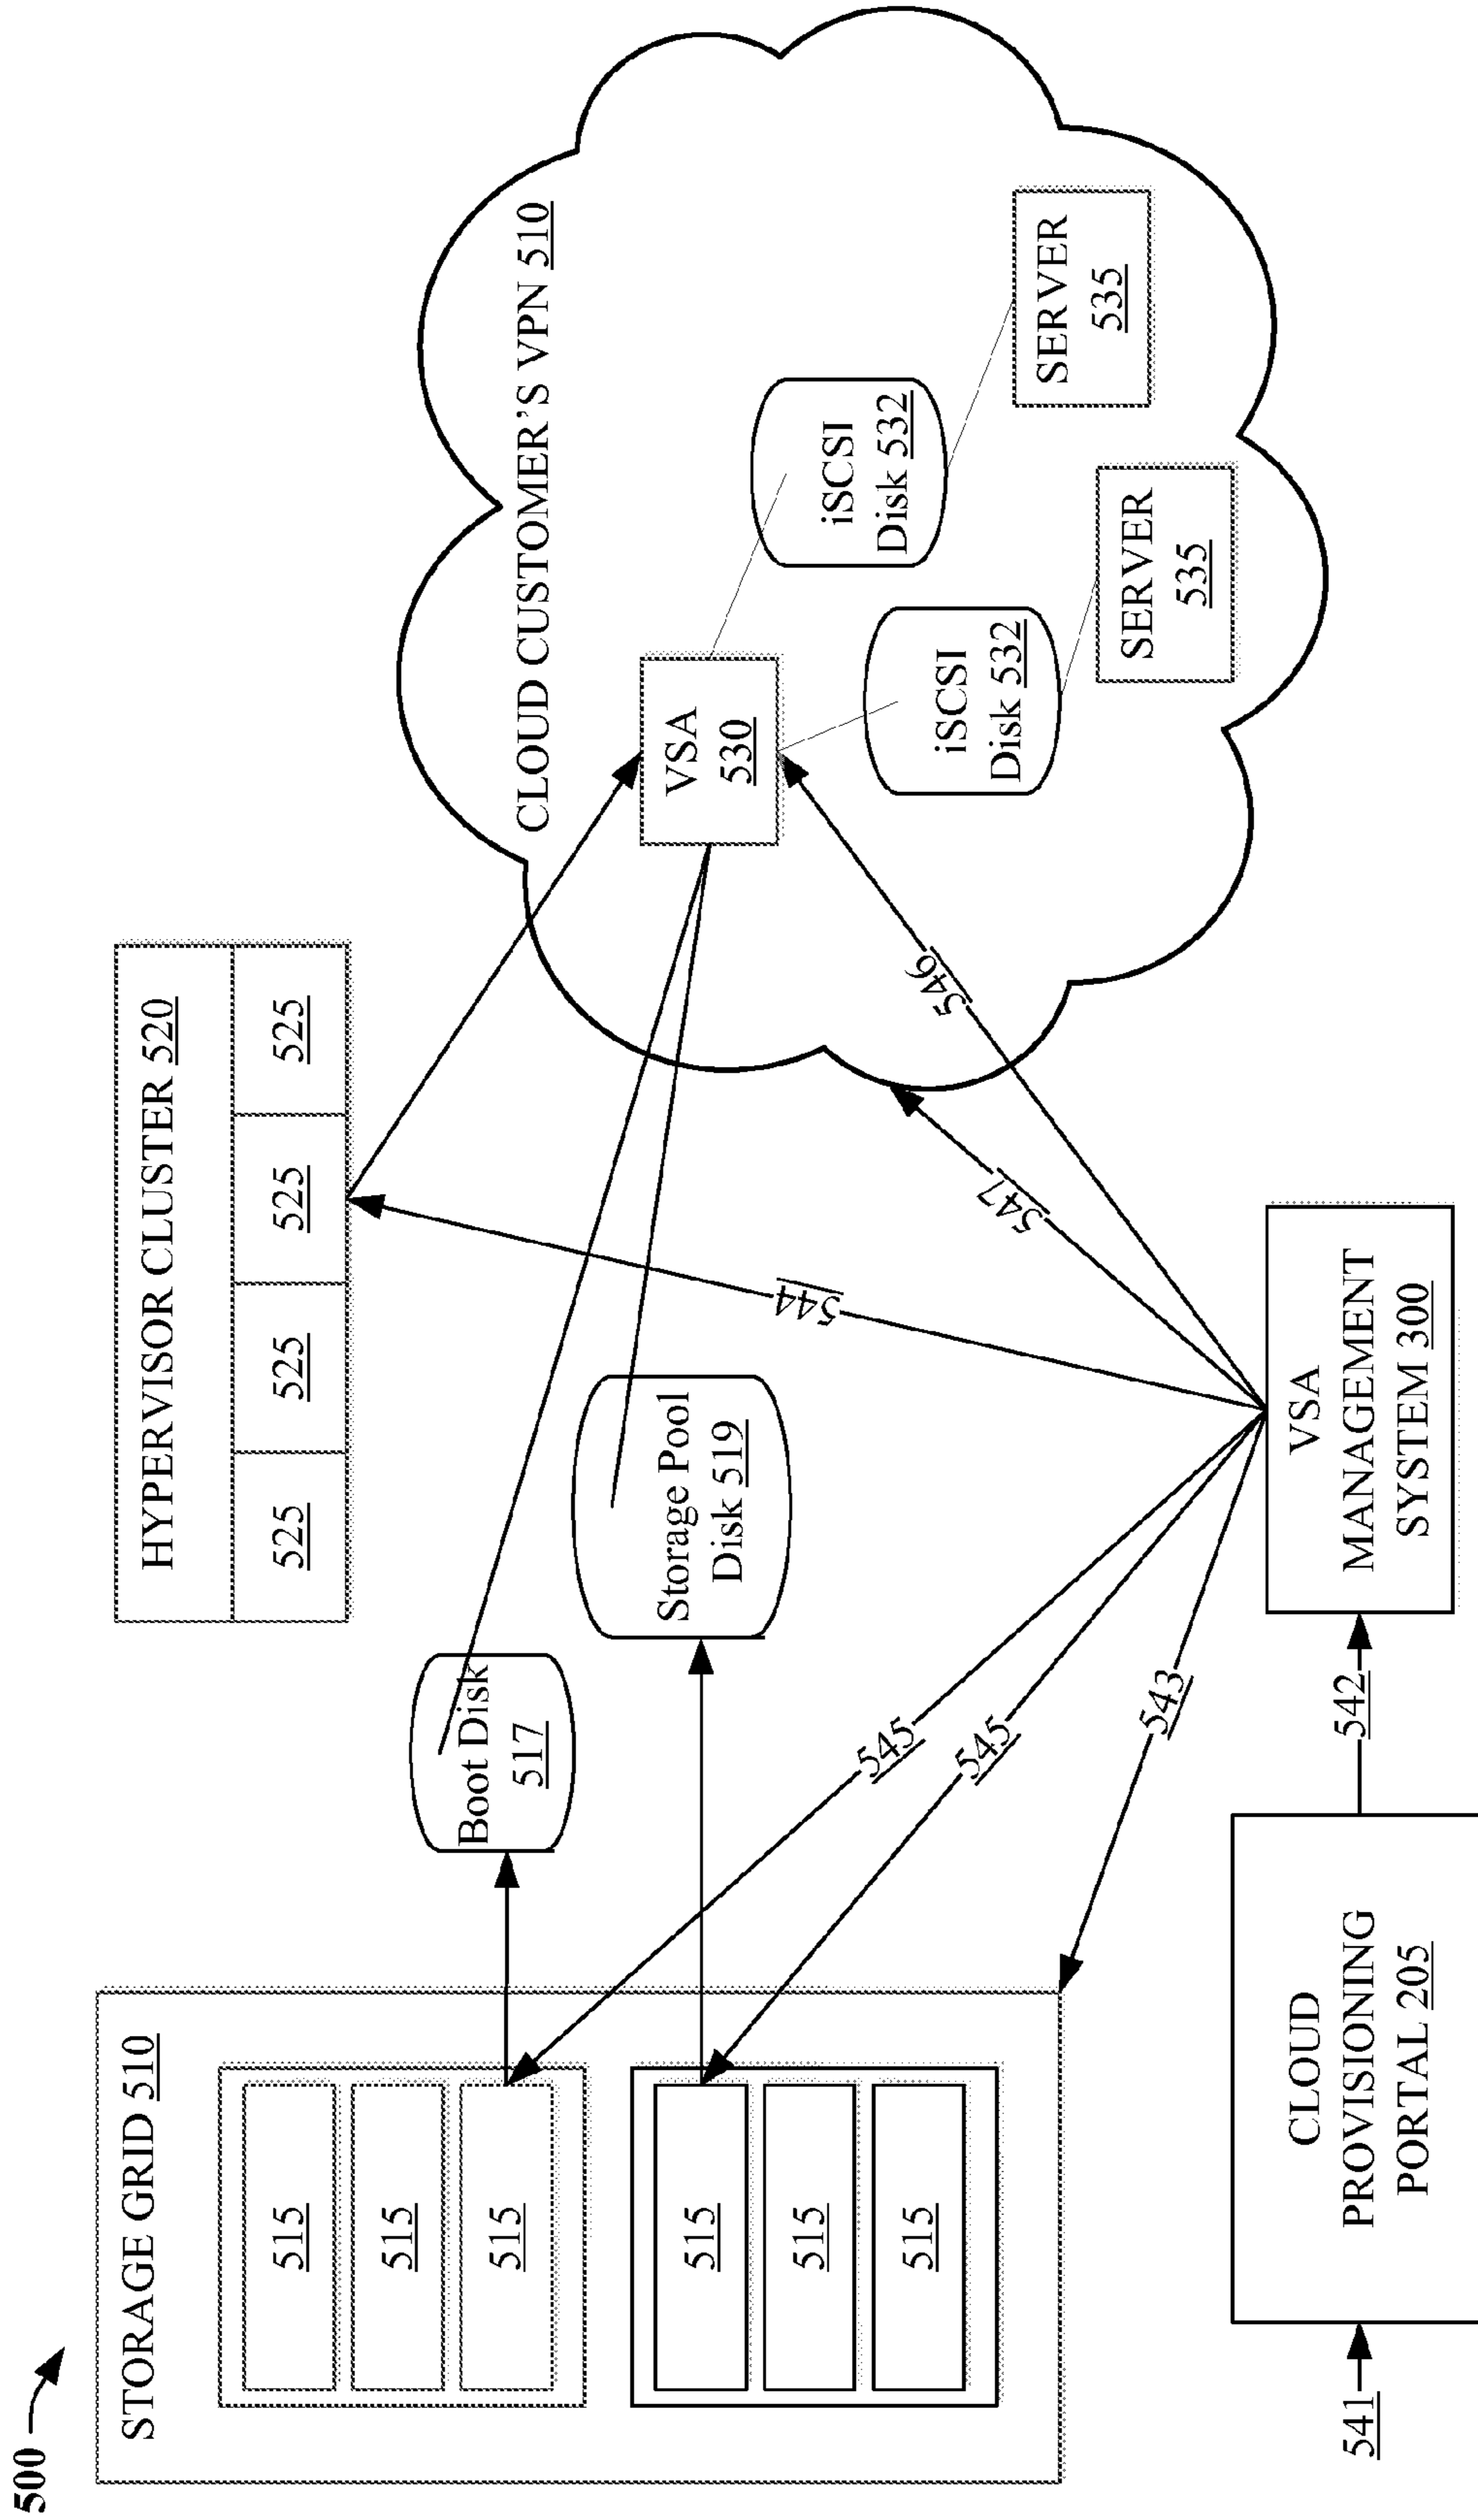 500
STORAGE GRID 510
515
515
515
515
515
515
Boot Disk
517
Storage Pool
Disk 519
HYPERVISOR CLUSTER 520
525
525
525
525
CLOUD CUSTOMER'S VPN 510
VSA
530
iSCSI
Disk 532
iSCSI
Disk 532
SERVER
535
SERVER
535
544
546
547
545
545
543
541
CLOUD
PROVISIONING
PORTAL 205
542
VSA
MANAGEMENT
SYSTEM 300